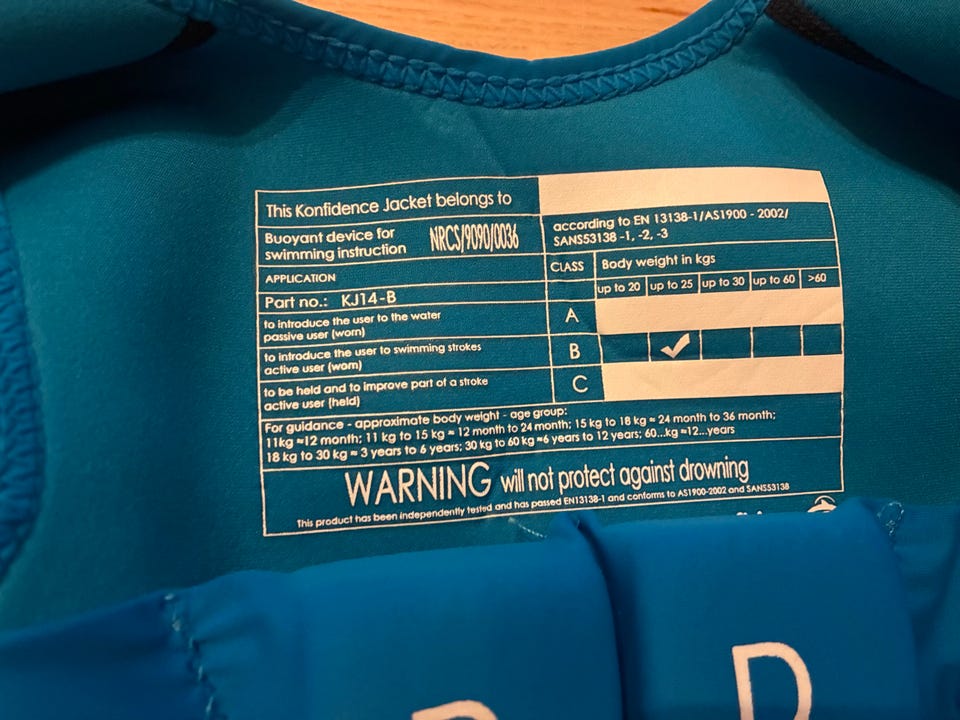 This Konfidence Jacket belongs to
Buoyant device for
swimming instruction
NRCS/9090/0036
according to EN 13138-1/AS1900 - 2002/
SANS53138 -1, -2, -3
APPLICATION
CLASS
Body weight in kgs
up to 20 up to 25 up to 30 up to 60 >60
Part no.: KJ14-B
to introduce the user to the water
passive user (worn)
A
to introduce the user to swimming strokes
active user (worn)
B
to be held and to improve part of a stroke
active user (held)
C
For guidance - approximate body weight - age group:
11kg ≈12 month; 11 kg to 15 kg ≈ 12 month to 24 month; 15 kg to 18 kg ≈ 24 month to 36 month;
18 kg to 30 kg ≈ 3 years to 6 years; 30 kg to 60 kg ≈6 years to 12 years; 60...kg ≈12...years
WARNING will not protect against drowning
This product has been independently tested and has passed EN13138-1 and conforms to AS1900-2002 and SANS53138
D